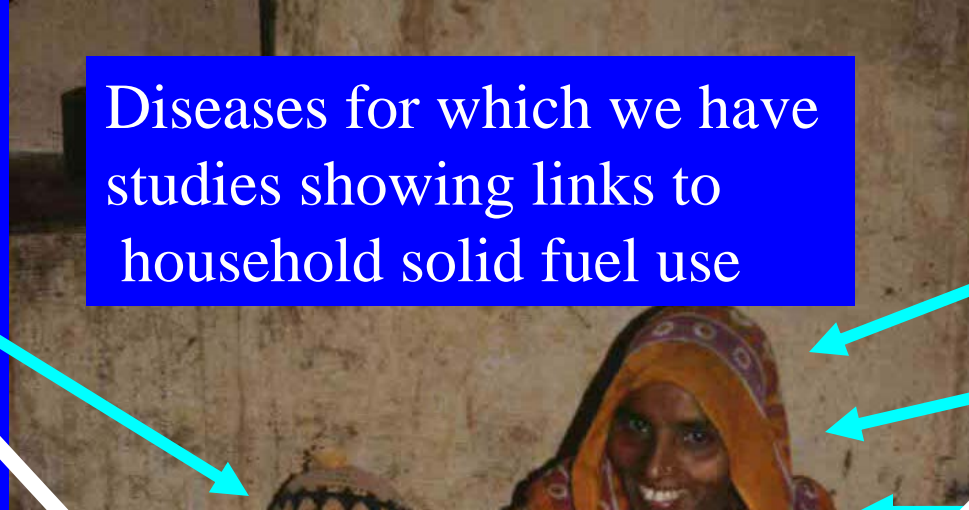 Diseases for which we have
studies showing links to
household solid fuel use